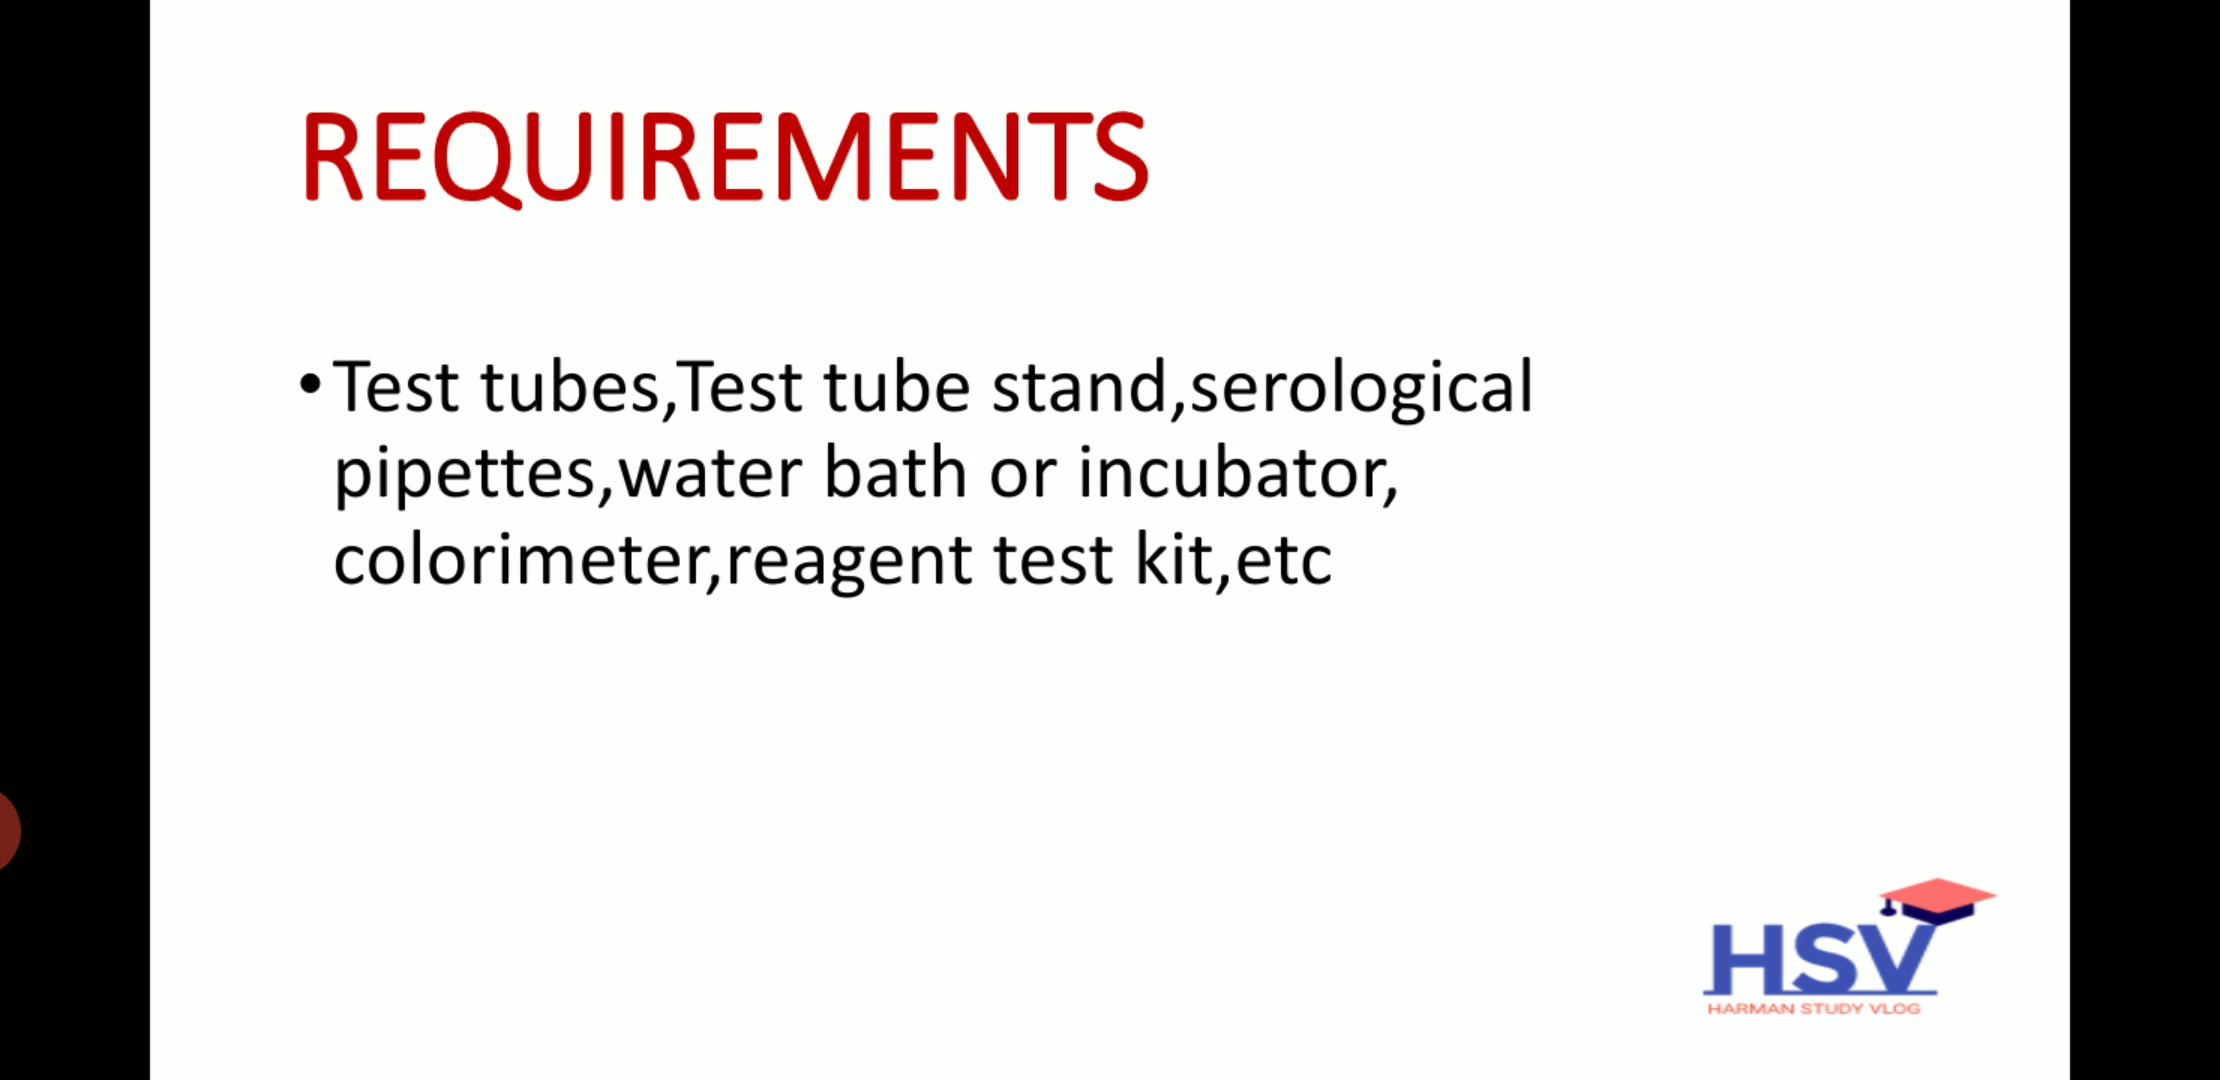 REQUIREMENTS
•Test tubes,Test tube stand,serological
pipettes,water bath or incubator,
colorimeter,reagent test kit,etc
HSV
HARMAN STUDY VLOG